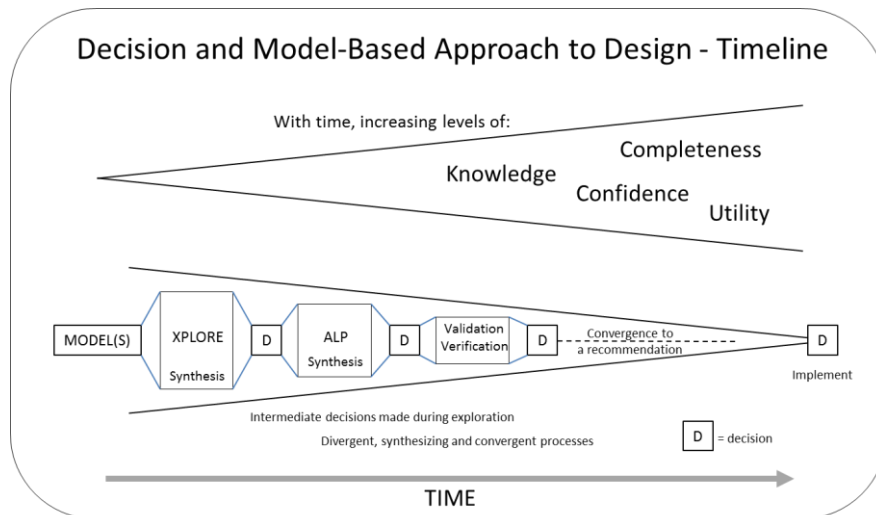 Decision and Model-Based Approach to Design - Timeline
With time, increasing levels of:
Completeness
Knowledge
Confidence
Utility
MODEL(S)
XPLORE
Synthesis
D
ALP
Synthesis
D
Validation
Verification
D
Convergence to
a recommendation
D
Implement
Intermediate decisions made during exploration
Divergent, synthesizing and convergent processes
D = decision
TIME